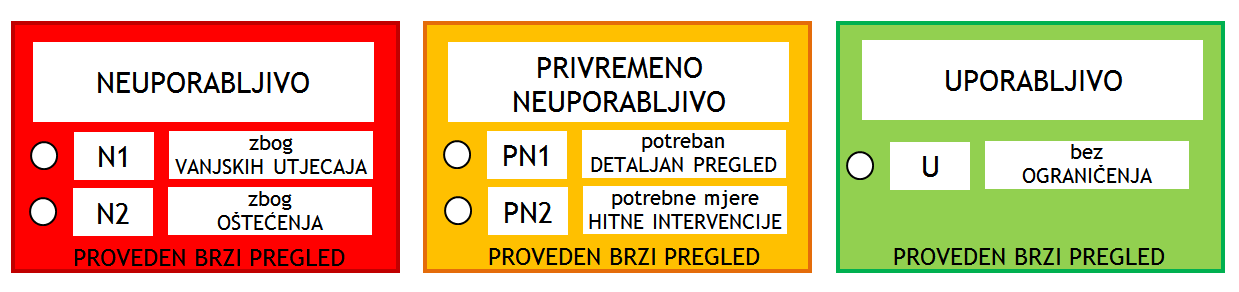 NEUPORABLJIVO
N1
zbog
VANJSKIH UTJECAJA
N2
zbog
OŠTEĆENJA
PROVEDEN BRZI PREGLED
PRIVREMENO
NEUPORABLJIVO
PN1
potreban
DETALJAN PREGLED
PN2
potrebne mjere
HITNE INTERVENCIJE
PROVEDEN BRZI PREGLED
UPORABLJIVO
U
bez
OGRANIČENJA
PROVEDEN BRZI PREGLED